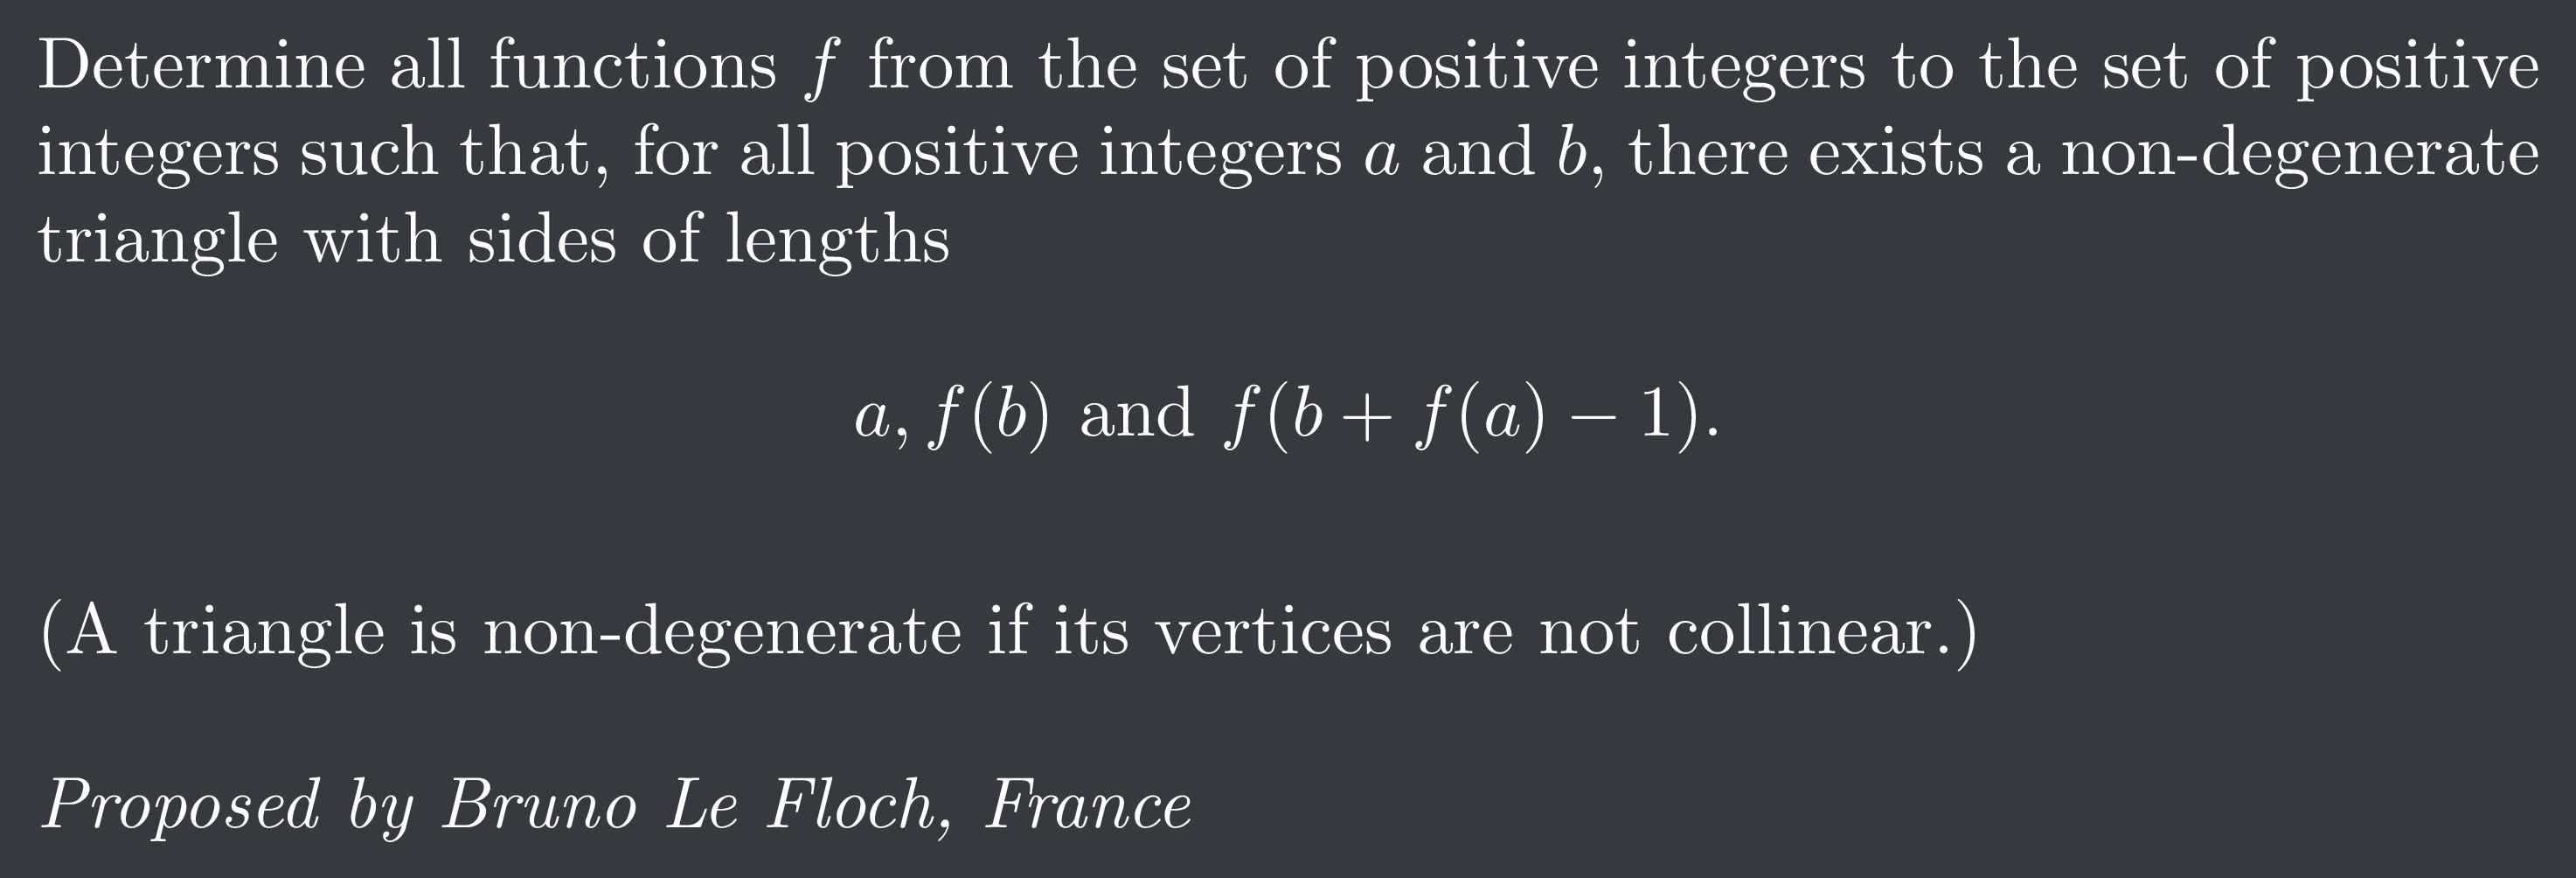 Determine all functions f from the set of positive integers to the set of positive
integers such that, for all positive integers a and b, there exists a non-degenerate
triangle with sides of lengths
a, f(b) and f(b + f(a) − 1).
(A triangle is non-degenerate if its vertices are not collinear.)
Proposed by Bruno Le Floch, France